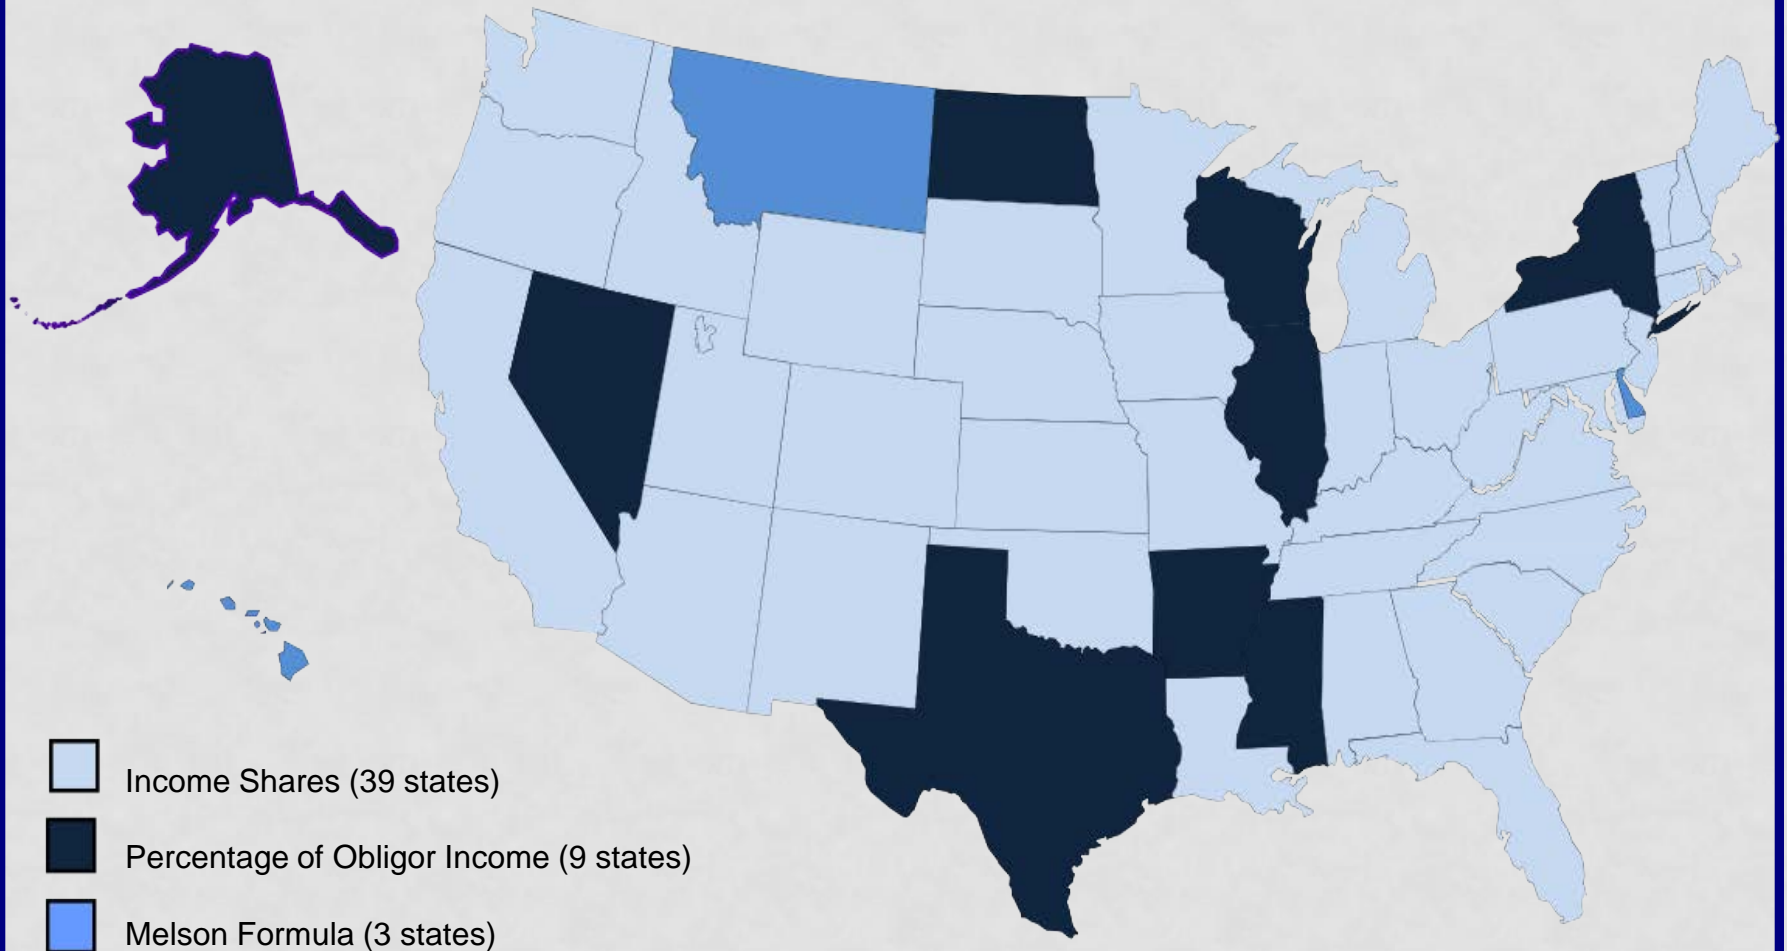 Income Shares (39 states)
Percentage of Obligor Income (9 states)
Melson Formula (3 states)